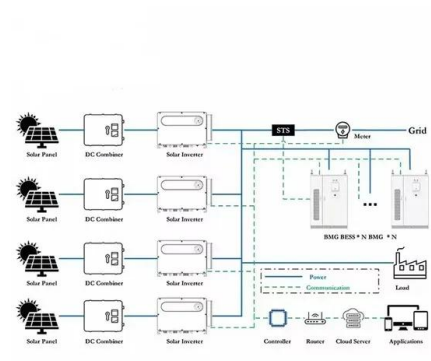 STS
Meter
Grid
Solar Panel
DC Combiner
Solar Inverter
Solar Panel
DC Combiner
Solar Inverter
BMG BESS * N BMG * N
Solar Panel
DC Combiner
Solar Inverter
Power
Communication
Load
Solar Panel
DC Combiner
Solar Inverter
Controller
Router
Cloud Server
Applications